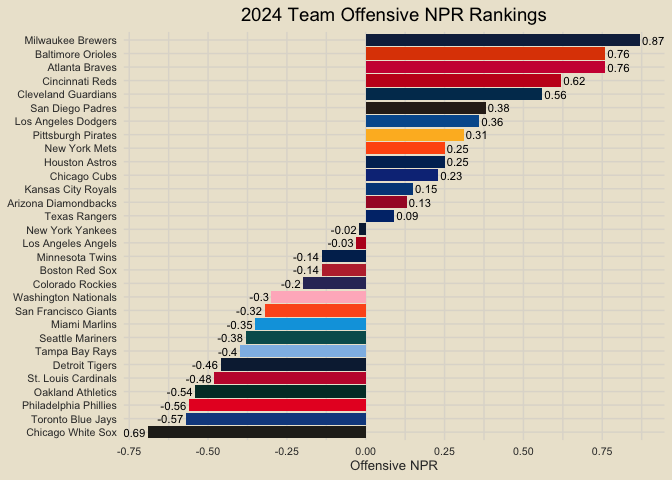 2024 Team Offensive NPR Rankings
Milwaukee Brewers 0.87
Baltimore Orioles 0.76
Atlanta Braves 0.76
Cincinnati Reds 0.62
Cleveland Guardians 0.56
San Diego Padres 0.38
Los Angeles Dodgers 0.36
Pittsburgh Pirates 0.31
New York Mets 0.25
Houston Astros 0.25
Chicago Cubs 0.23
Kansas City Royals 0.15
Arizona Diamondbacks 0.13
Texas Rangers 0.09
New York Yankees -0.02
Los Angeles Angels -0.03
Minnesota Twins -0.14
Boston Red Sox -0.14
Colorado Rockies -0.2
Washington Nationals -0.3
San Francisco Giants -0.32
Miami Marlins -0.35
Seattle Mariners -0.38
Tampa Bay Rays -0.4
Detroit Tigers -0.46
St. Louis Cardinals -0.48
Oakland Athletics -0.54
Philadelphia Phillies -0.56
Toronto Blue Jays -0.57
Chicago White Sox 0.69
-0.75 -0.50 -0.25 0.00 0.25 0.50 0.75
Offensive NPR